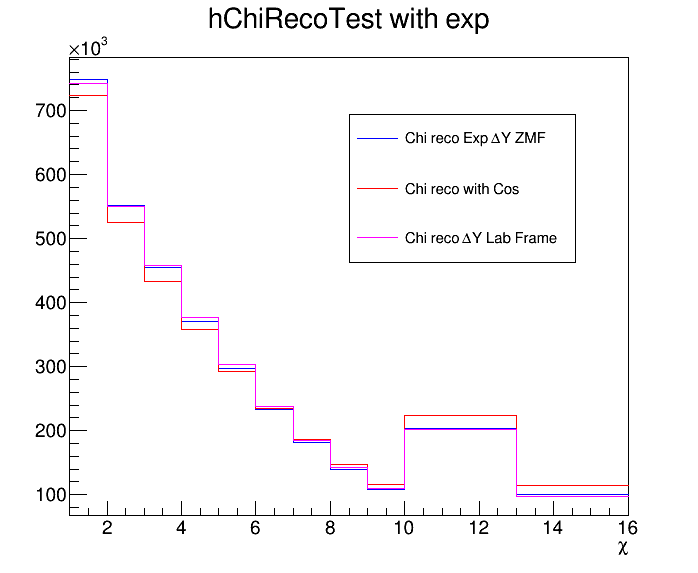 hChiRecoTest with exp
×10³
700
600
500
400
300
200
100
Chi reco Exp ΔY ZMF
Chi reco with Cos
Chi reco ΔY Lab Frame
2 4 6 8 10 12 14 16
χ